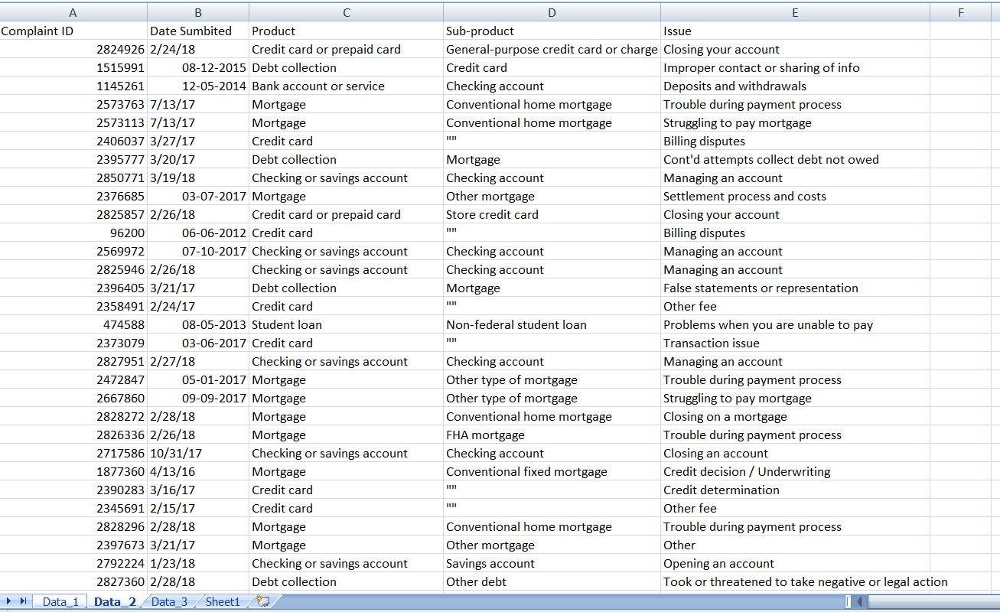 A B C D E F
Complaint ID Date Sumbited Product Sub-product Issue
2824926 2/24/18 Credit card or prepaid card General-purpose credit card or charge Closing your account
1515991 08-12-2015 Debt collection Credit card Improper contact or sharing of info
1145261 12-05-2014 Bank account or service Checking account Deposits and withdrawals
2573763 7/13/17 Mortgage Conventional home mortgage Trouble during payment process
2573113 7/13/17 Mortgage Conventional home mortgage Struggling to pay mortgage
2406037 3/27/17 Credit card "" Billing disputes
2395777 3/20/17 Debt collection Mortgage Cont'd attempts collect debt not owed
2850771 3/19/18 Checking or savings account Checking account Managing an account
2376685 03-07-2017 Mortgage Other mortgage Settlement process and costs
2825857 2/26/18 Credit card or prepaid card Store credit card Closing your account
96200 06-06-2012 Credit card "" Billing disputes
2569972 07-10-2017 Checking or savings account Checking account Managing an account
2825946 2/26/18 Checking or savings account Checking account Managing an account
2396405 3/21/17 Debt collection Mortgage False statements or representation
2358491 2/24/17 Credit card "" Other fee
474588 08-05-2013 Student loan Non-federal student loan Problems when you are unable to pay
2373079 03-06-2017 Credit card "" Transaction issue
2827951 2/27/18 Checking or savings account Checking account Managing an account
2472847 05-01-2017 Mortgage Other type of mortgage Trouble during payment process
2667860 09-09-2017 Mortgage Other type of mortgage Struggling to pay mortgage
2828272 2/28/18 Mortgage Conventional home mortgage Closing on a mortgage
2826336 2/26/18 Mortgage FHA mortgage Trouble during payment process
2717586 10/31/17 Checking or savings account Checking account Closing an account
1877360 4/13/16 Mortgage Conventional fixed mortgage Credit decision / Underwriting
2390283 3/16/17 Credit card "" Credit determination
2345691 2/15/17 Credit card "" Other fee
2828296 2/28/18 Mortgage Conventional home mortgage Trouble during payment process
2397673 3/21/17 Mortgage Other mortgage Other
2792224 1/23/18 Checking or savings account Savings account Opening an account
2827360 2/28/18 Debt collection Other debt Took or threatened to take negative or legal action
Data_1 Data_2 Data_3 Sheet1